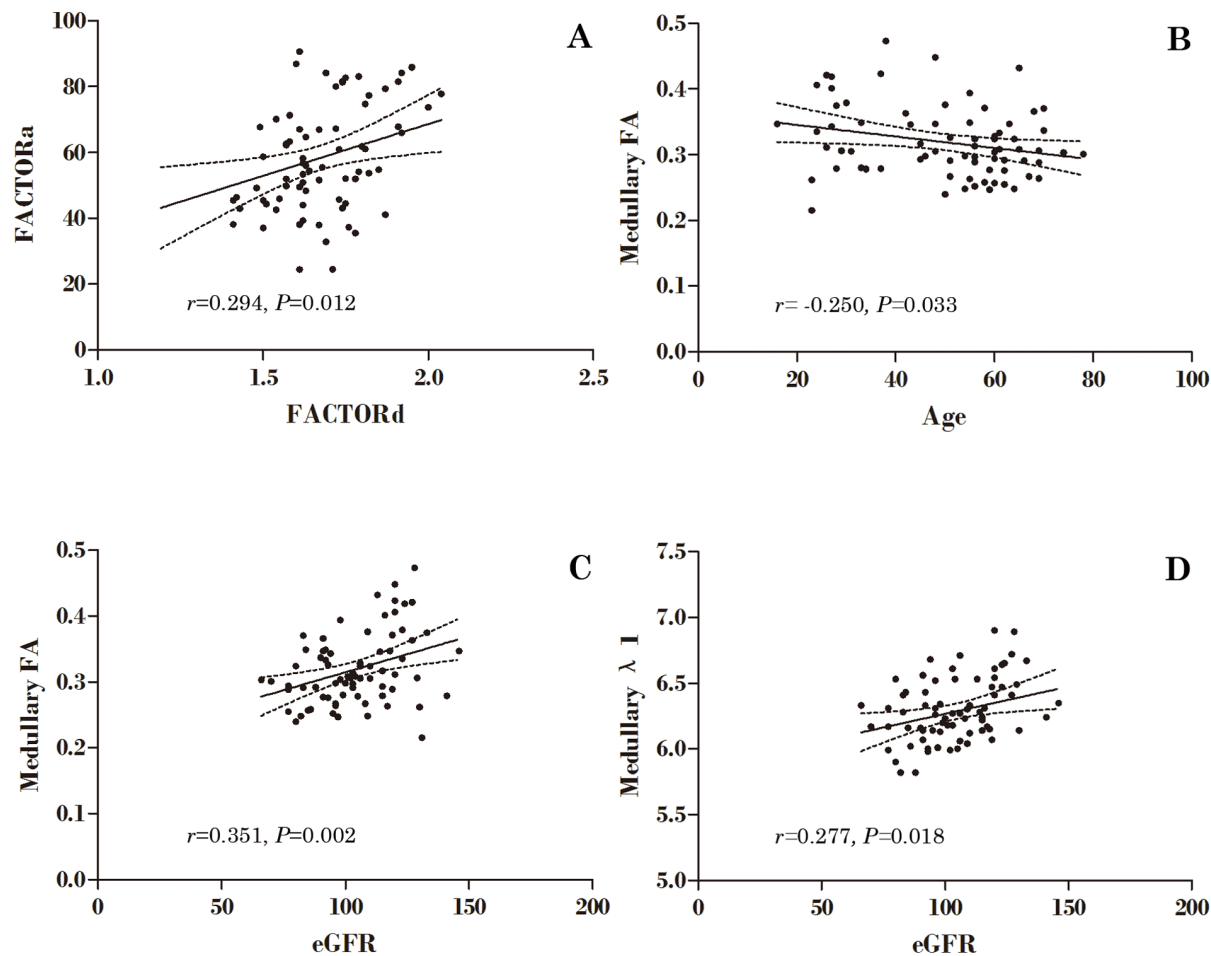 A
100
80
60
40
20
0
FACTORa
1.0 1.5 2.0 2.5
FACTORd
r=0.294, P=0.012
B
0.5
0.4
0.3
0.2
0.1
0.0
Medullary FA
0 20 40 60 80 100
Age
r= -0.250, P=0.033
C
0.5
0.4
0.3
0.2
0.1
0.0
Medullary FA
0 50 100 150 200
eGFR
r=0.351, P=0.002
D
7.5
7.0
6.5
6.0
5.5
5.0
Medullary λ 1
0 50 100 150 200
eGFR
r=0.277, P=0.018